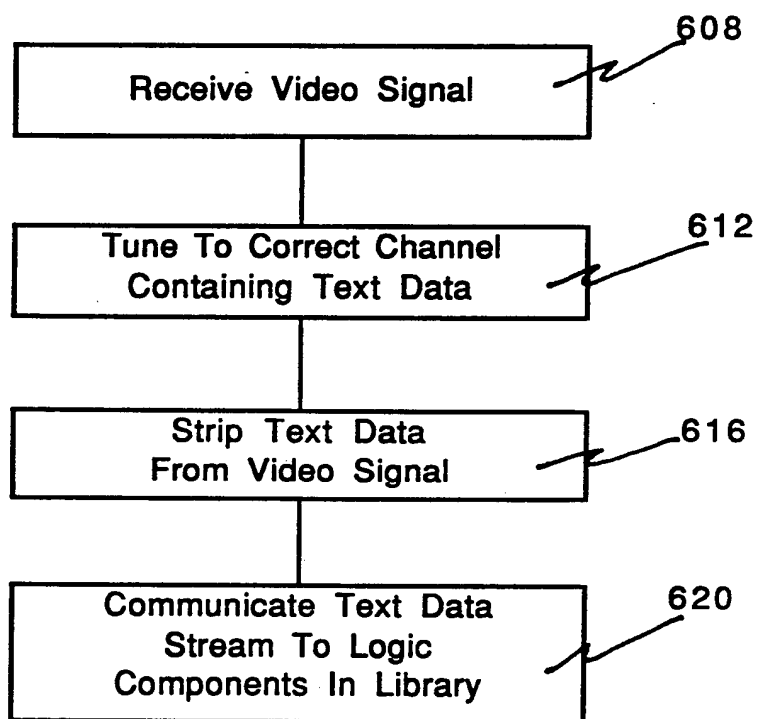 608
Receive Video Signal
612
Tune To Correct Channel
Containing Text Data
616
Strip Text Data
From Video Signal
620
Communicate Text Data
Stream To Logic
Components In Library